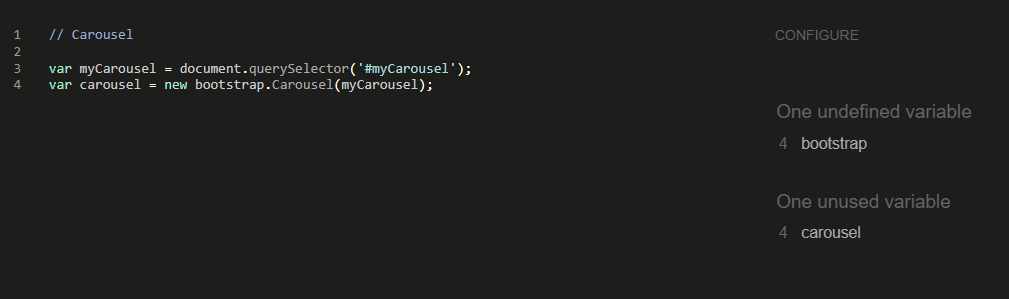 1 // Carousel
2
3 var myCarousel = document.querySelector('#myCarousel');
4 var carousel = new bootstrap.Carousel(myCarousel);
CONFIGURE
One undefined variable
4 bootstrap
One unused variable
4 carousel